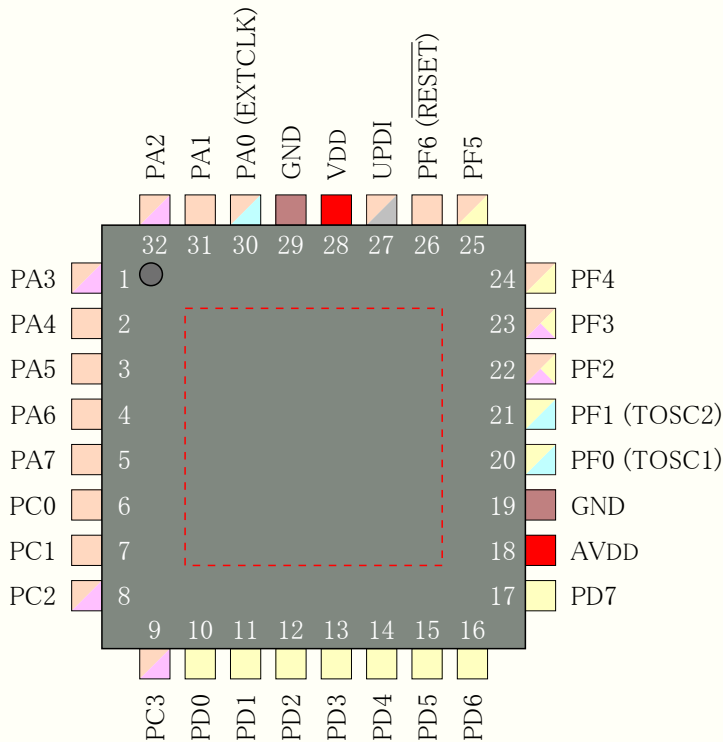 PA2
PA1
PA0 (EXTCLK)
GND
VDD
UPDI
PF6 (RESET)
PF5
32 31 30 29 28 27 26 25
PA3 1 24 PF4
PA4 2 23 PF3
PA5 3 22 PF2
PA6 4 21 PF1 (TOSC2)
PA7 5 20 PF0 (TOSC1)
PC0 6 19 GND
PC1 7 18 AVDD
PC2 8 17 PD7
9 10 11 12 13 14 15 16
PC3
PD0
PD1
PD2
PD3
PD4
PD5
PD6